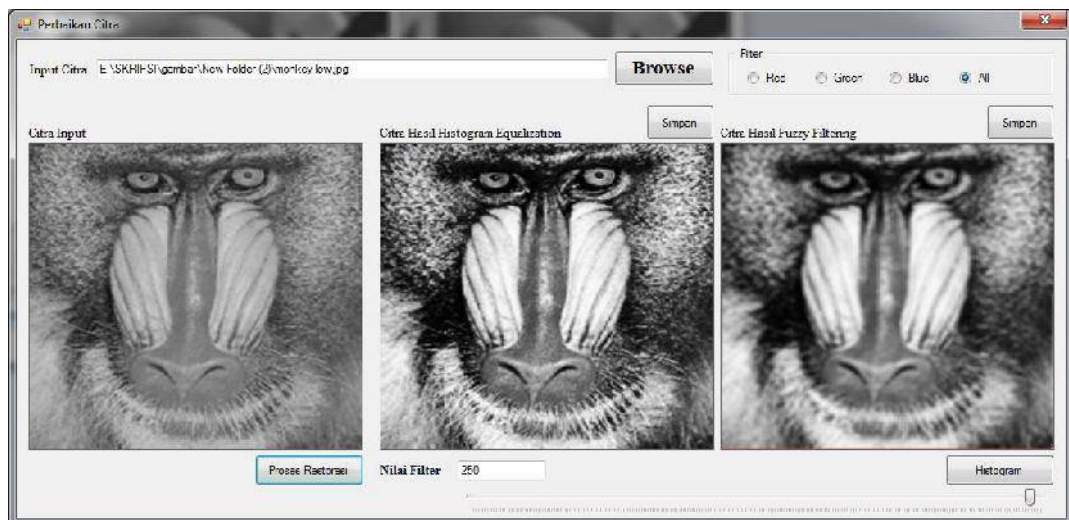 Perbaikan Citra
Input Citra E:\SKRIPSI\gambar\New Folder (2)\monkey low.jpg Browse
Filter
Red Green Blue All
Simpan Simpan
Citra Input Citra Hasil Histogram Equalization Citra Hasil Fuzzy Filtering
Proses Restorasi Nilai Filter 250 Histogram